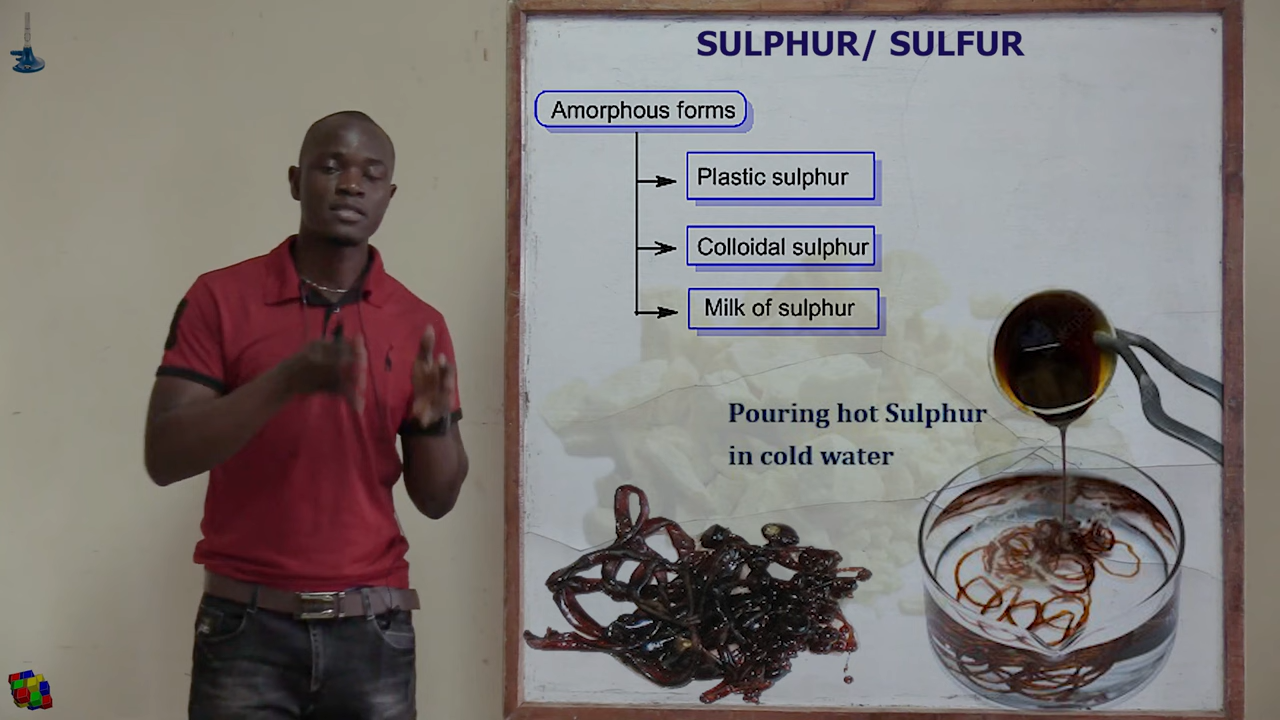 SULPHUR/ SULFUR
Amorphous forms
Plastic sulphur
Colloidal sulphur
Milk of sulphur
Pouring hot Sulphur
in cold water